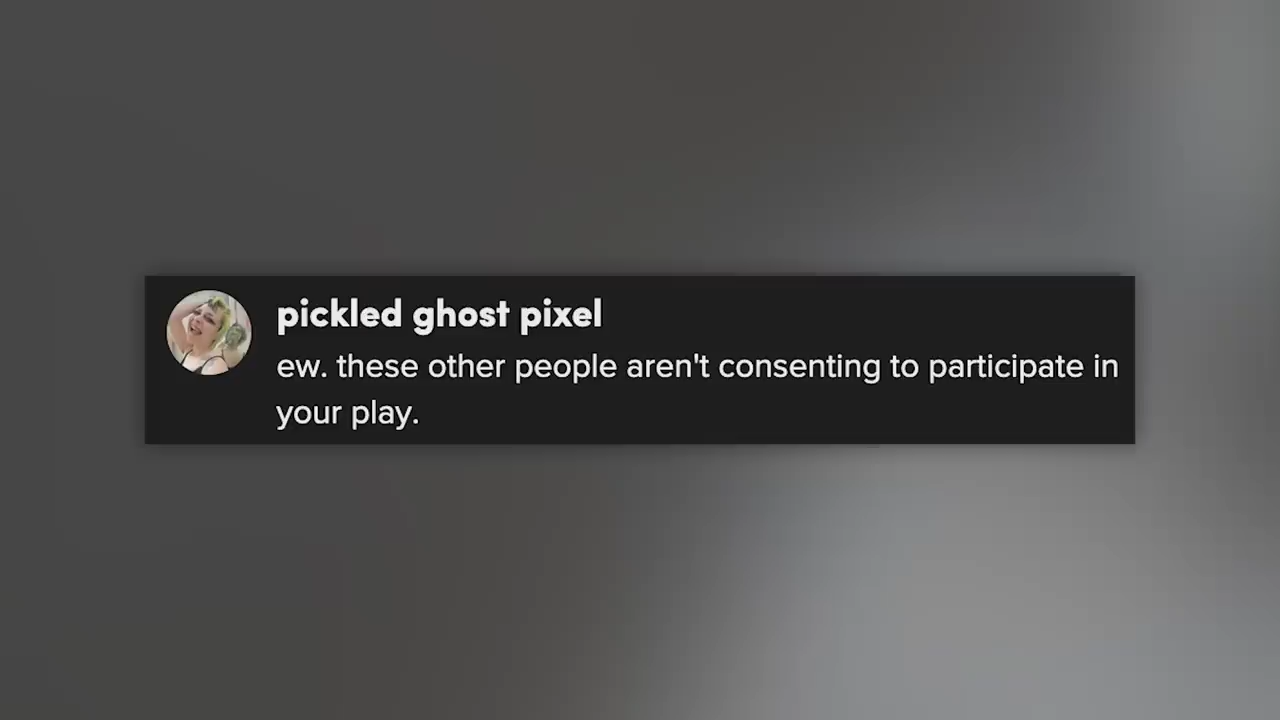 pickled ghost pixel
ew. these other people aren't consenting to participate in
your play.